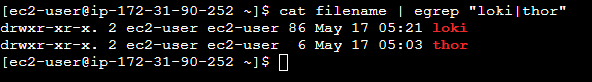 [ec2-user@ip-172-31-90-252 ~]$ cat filename | egrep "loki|thor"
drwxr-xr-x. 2 ec2-user ec2-user 86 May 17 05:21 loki
drwxr-xr-x. 2 ec2-user ec2-user  6 May 17 05:03 thor
[ec2-user@ip-172-31-90-252 ~]$